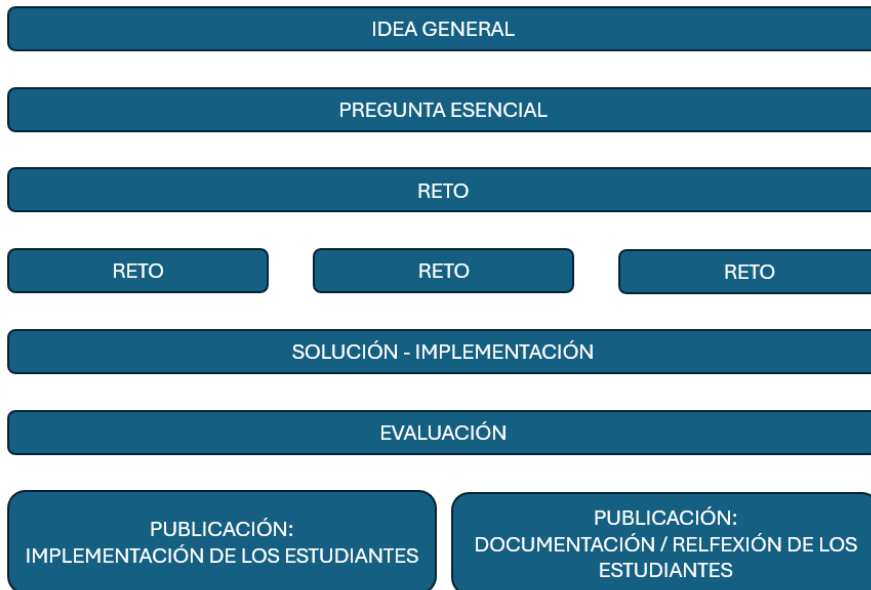 IDEA GENERAL
PREGUNTA ESENCIAL
RETO
RETO
RETO
RETO
SOLUCIÓN - IMPLEMENTACIÓN
EVALUACIÓN
PUBLICACIÓN:
IMPLEMENTACIÓN DE LOS ESTUDIANTES
PUBLICACIÓN:
DOCUMENTACIÓN / RELFEXIÓN DE LOS
ESTUDIANTES